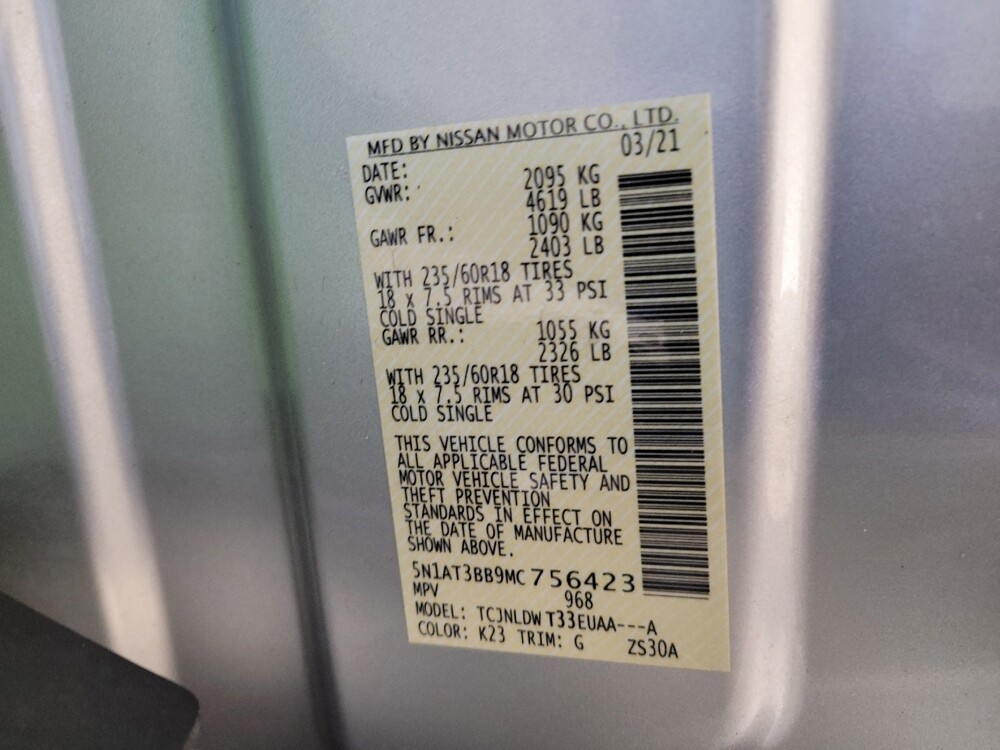 MFD BY NISSAN MOTOR CO., LTD.
DATE: 03/21
GVWR: 2095 KG
4619 LB
GAWR FR.: 1090 KG
2403 LB
WITH 235/60R18 TIRES
18 x 7.5 RIMS AT 33 PSI
COLD SINGLE
GAWR RR.: 1055 KG
2326 LB
WITH 235/60R18 TIRES
18 x 7.5 RIMS AT 30 PSI
COLD SINGLE
THIS VEHICLE CONFORMS TO
ALL APPLICABLE FEDERAL
MOTOR VEHICLE SAFETY AND
THEFT PREVENTION
STANDARDS IN EFFECT ON
THE DATE OF MANUFACTURE
SHOWN ABOVE.
5N1AT3BB9MC756423
MPV 968
MODEL: TCJNLDWT33EUAA---A
COLOR: K23 TRIM: G ZS30A